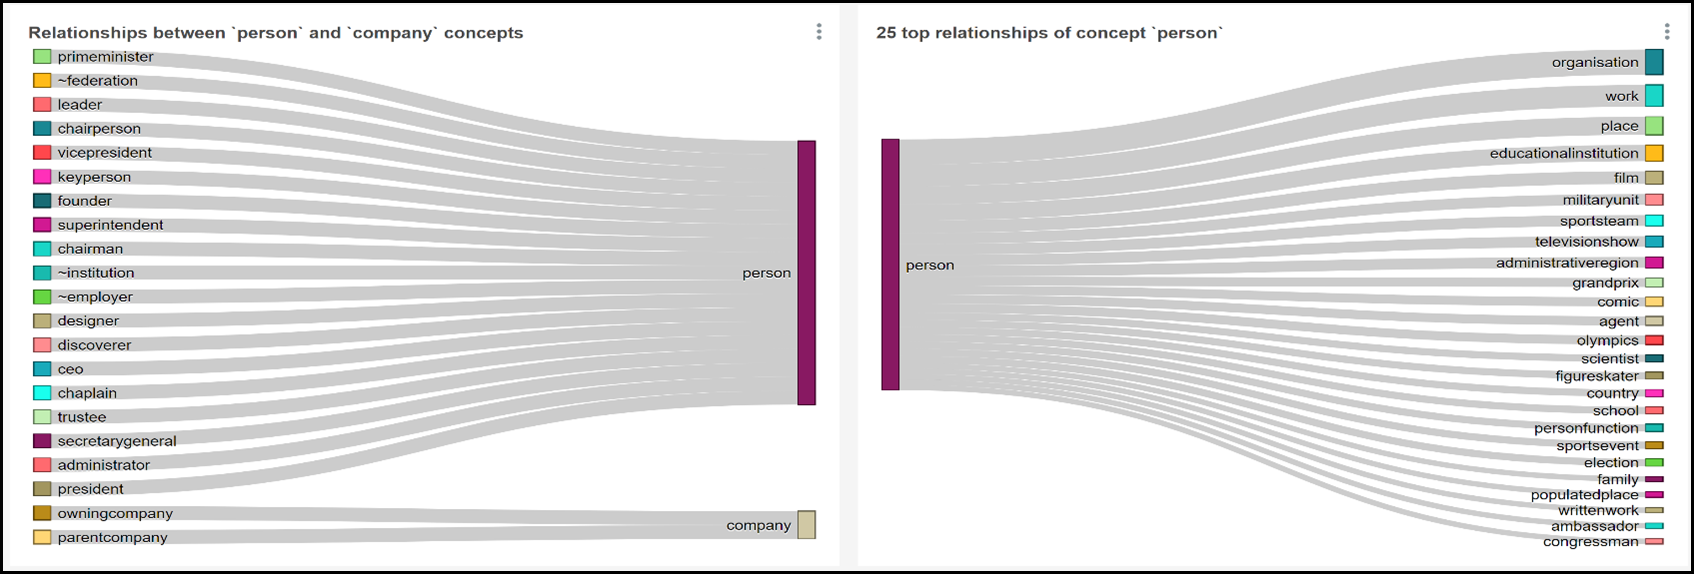 Relationships between `person` and `company` concepts
primeminister
~federation
leader
chairperson
vicepresident
keyperson
founder
superintendent
chairman
~institution
~employer
designer
discoverer
ceo
chaplain
trustee
secretarygeneral
administrator
president
owningcompany
parentcompany
person
company
25 top relationships of concept `person`
person
organisation
work
place
educationalinstitution
film
militaryunit
sportsteam
televisionshow
administrativeregion
grandprix
comic
agent
olympics
scientist
figureskater
country
school
personfunction
sportsevent
election
family
populatedplace
writtenwork
ambassador
congressman